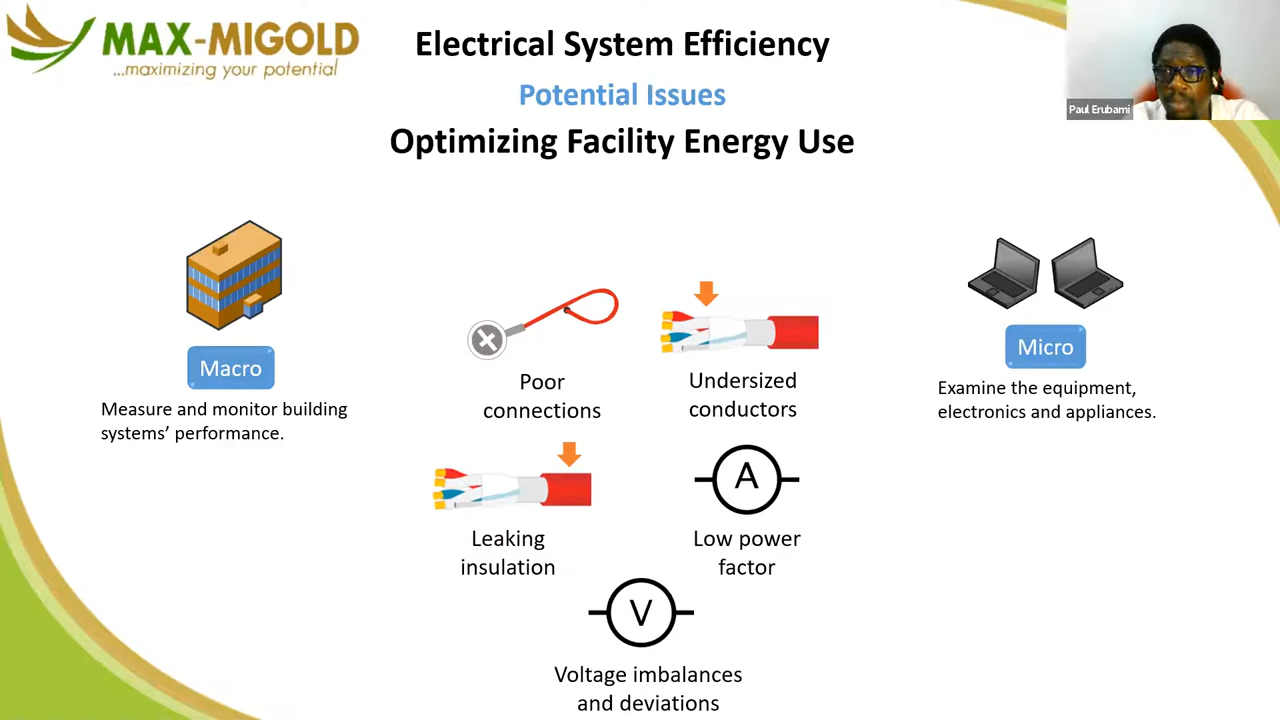 MAX-MIGOLD
...maximizing your potential
Electrical System Efficiency
Potential Issues
Optimizing Facility Energy Use
Paul Erubami
Macro
Measure and monitor building
systems’ performance.
Poor
connections
Undersized
conductors
Micro
Examine the equipment,
electronics and appliances.
Leaking
insulation
A
Low power
factor
V
Voltage imbalances
and deviations